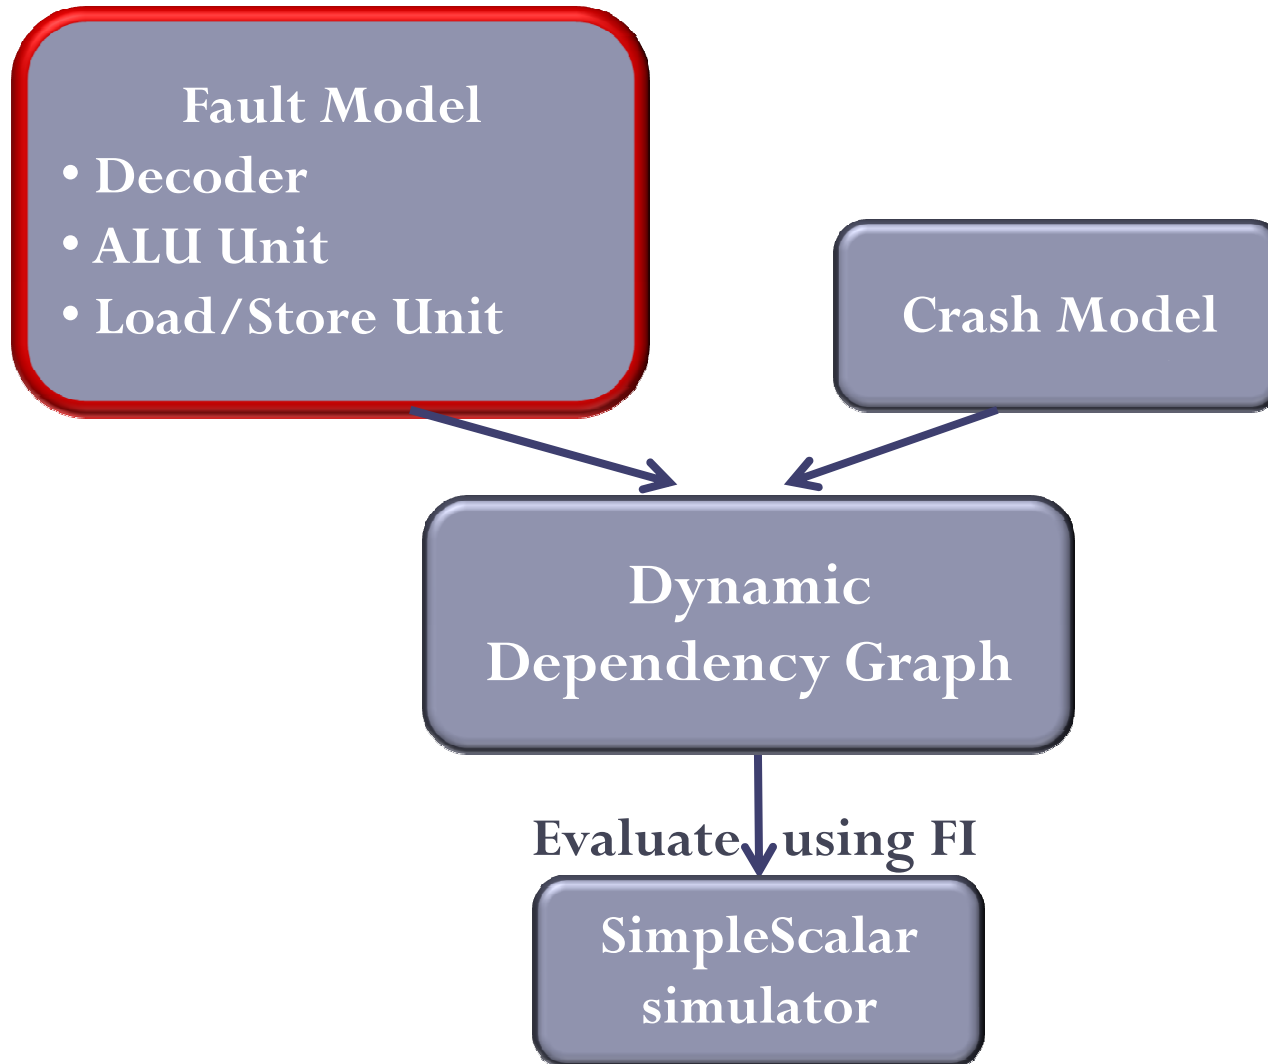 Fault Model
• Decoder
• ALU Unit
• Load/Store Unit
Crash Model
Dynamic
Dependency Graph
Evaluate using FI
SimpleScalar
simulator